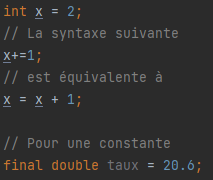 int x = 2;
// La syntaxe suivante
x+=1;
// est équivalente à
x = x + 1;
// Pour une constante
final double taux = 20.6;